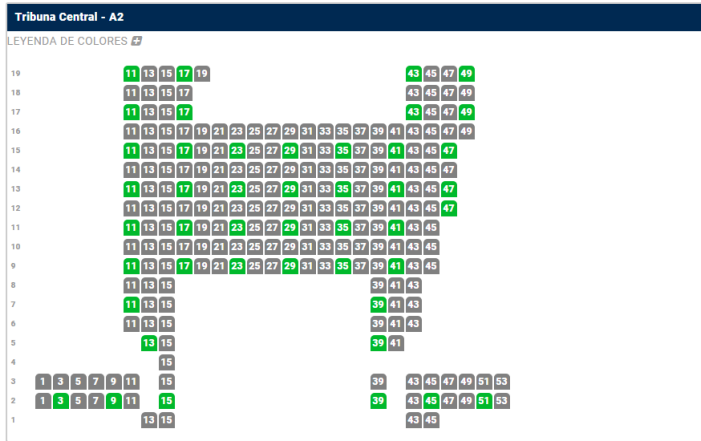 Tribuna Central - A2
LEYENDA DE COLORES
19 11 13 15 17 19 43 45 47 49
18 11 13 15 17 43 45 47 49
17 11 13 15 17 43 45 47 49
16 11 13 15 17 19 21 23 25 27 29 31 33 35 37 39 41 43 45 47 49
15 11 13 15 17 19 21 23 25 27 29 31 33 35 37 39 41 43 45 47
14 11 13 15 17 19 21 23 25 27 29 31 33 35 37 39 41 43 45 47
13 11 13 15 17 19 21 23 25 27 29 31 33 35 37 39 41 43 45 47
12 11 13 15 17 19 21 23 25 27 29 31 33 35 37 39 41 43 45 47
11 11 13 15 17 19 21 23 25 27 29 31 33 35 37 39 41 43 45
10 11 13 15 17 19 21 23 25 27 29 31 33 35 37 39 41 43 45
9 11 13 15 17 19 21 23 25 27 29 31 33 35 37 39 41 43 45
8 11 13 15 39 41 43
7 11 13 15 39 41 43
6 11 13 15 39 41 43
5 13 15 39 41
4 15
3 1 3 5 7 9 11 15 39 43 45 47 49 51 53
2 1 3 5 7 9 11 15 39 43 45 47 49 51 53
1 13 15 43 45